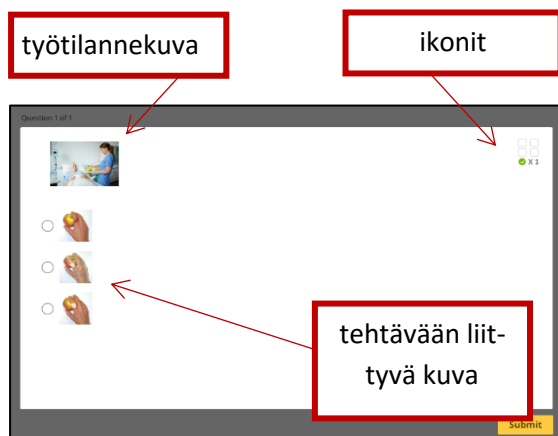 työtilannekuva
ikonit
Question 1 of 1
X 1
tehtävään liit-
tyvä kuva
Submit